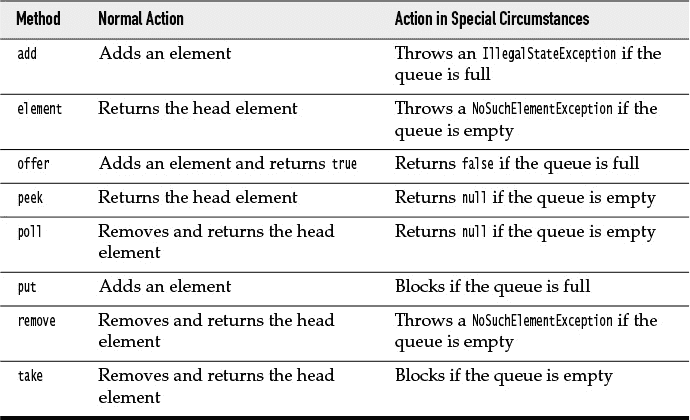 Method Normal Action Action in Special Circumstances
add Adds an element Throws an IllegalStateException if the
queue is full
element Returns the head element Throws a NoSuchElementException if the
queue is empty
offer Adds an element and returns true Returns false if the queue is full
peek Returns the head element Returns null if the queue is empty
poll Removes and returns the head Returns null if the queue is empty
element
put Adds an element Blocks if the queue is full
remove Removes and returns the head Throws a NoSuchElementException if the
element queue is empty
take Removes and returns the head Blocks if the queue is empty
element